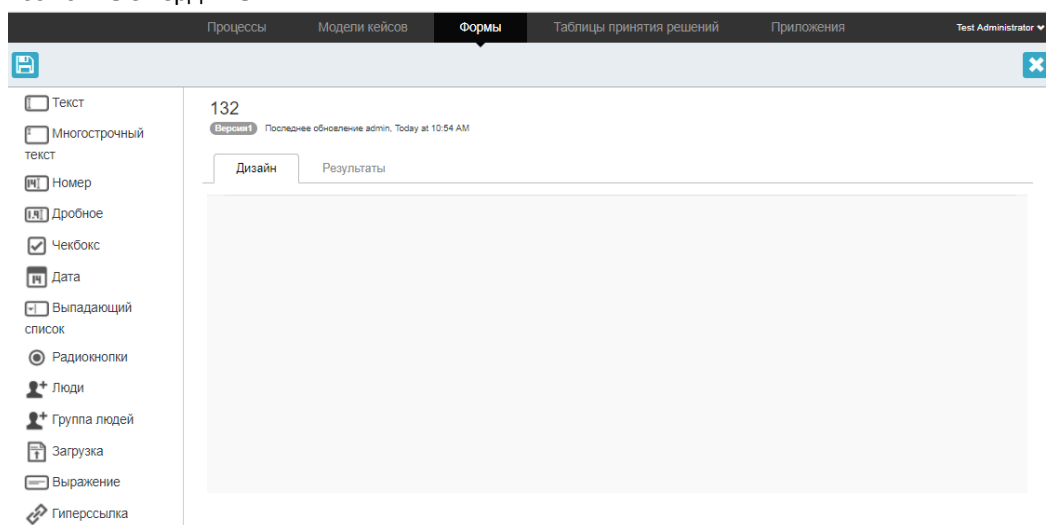 Процессы Модели кейсов Формы Таблицы принятия решений Приложения Test Administrator
Текст
Многострочный
текст
Номер
Дробное
Чекбокс
Дата
Выпадающий
список
Радиокнопки
Люди
Группа людей
Загрузка
Выражение
Гиперссылка
132
Версия1 Последнее обновление admin, Today at 10:54 AM
Дизайн Результаты